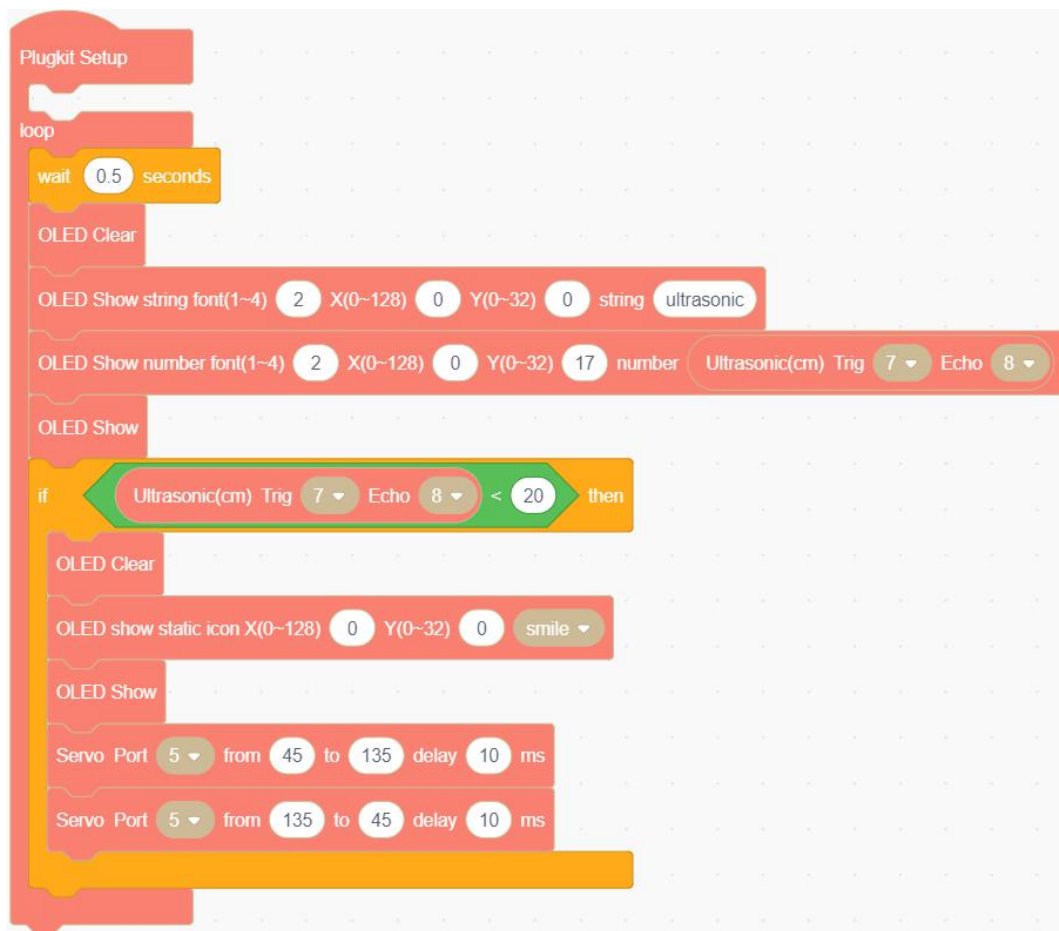 Plugkit Setup
loop
wait 0.5 seconds
OLED Clear
OLED Show string font(1~4) 2 X(0~128) 0 Y(0~32) 0 string ultrasonic
OLED Show number font(1~4) 2 X(0~128) 0 Y(0~32) 17 number Ultrasonic(cm) Trig 7 Echo 8
OLED Show
if Ultrasonic(cm) Trig 7 Echo 8 < 20 then
OLED Clear
OLED show static icon X(0~128) 0 Y(0~32) 0 smile
OLED Show
Servo Port 5 from 45 to 135 delay 10 ms
Servo Port 5 from 135 to 45 delay 10 ms